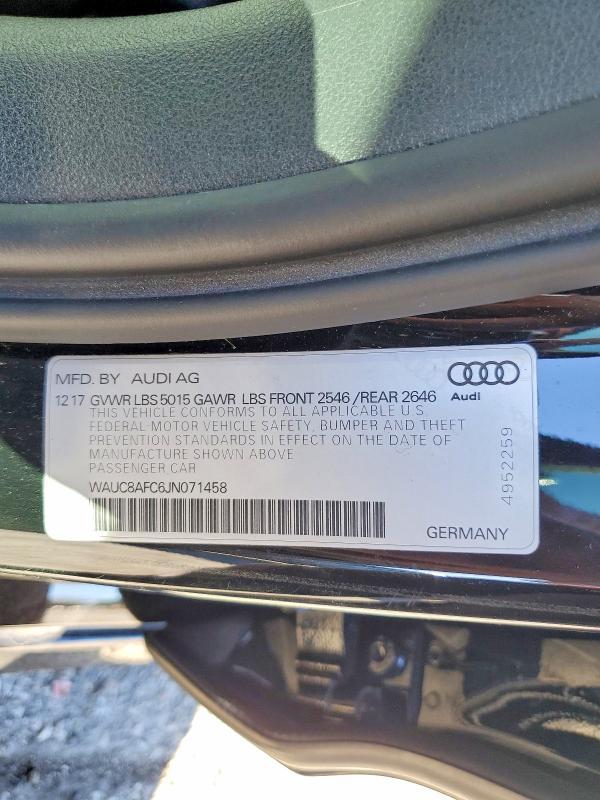 MFD. BY AUDI AG
Audi
12 17 GVWR LBS 5015 GAWR LBS FRONT 2546 /REAR 2646
THIS VEHICLE CONFORMS TO ALL APPLICABLE U.S.
FEDERAL-MOTOR VEHICLE SAFETY, BUMPER AND THEFT
PREVENTION STANDARDS IN EFFECT ON THE DATE OF
MANUFACTURE SHOWN ABOVE
PASSENGER CAR
WAUC8AFC6JN071458
GERMANY
4952259